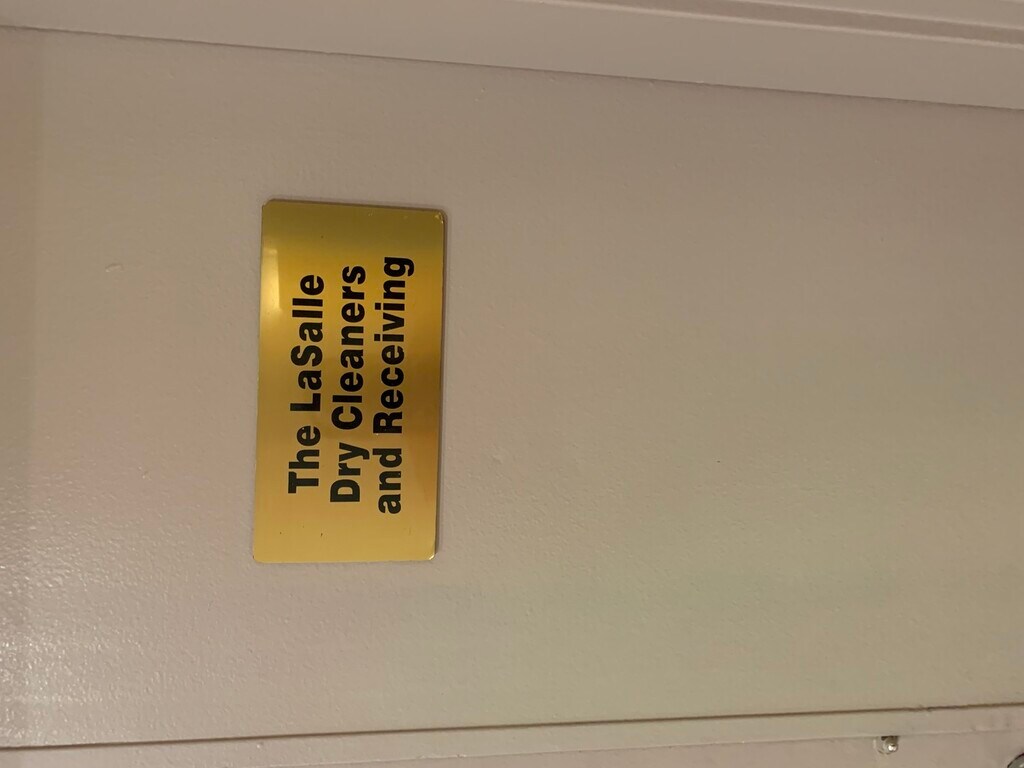 The LaSalle
Dry Cleaners
and Receiving